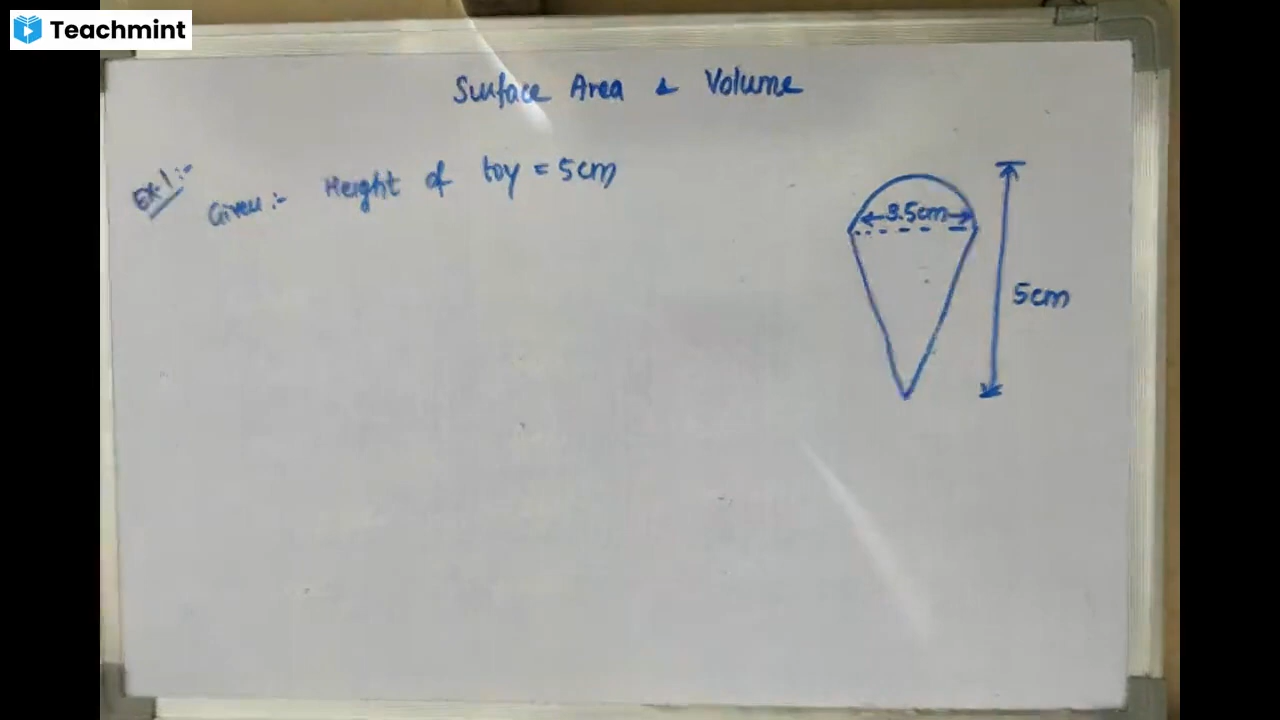 Teachmint
Surface Area & Volume
Ex-1:-
Given:- Height of toy = 5cm
3.5cm
5cm